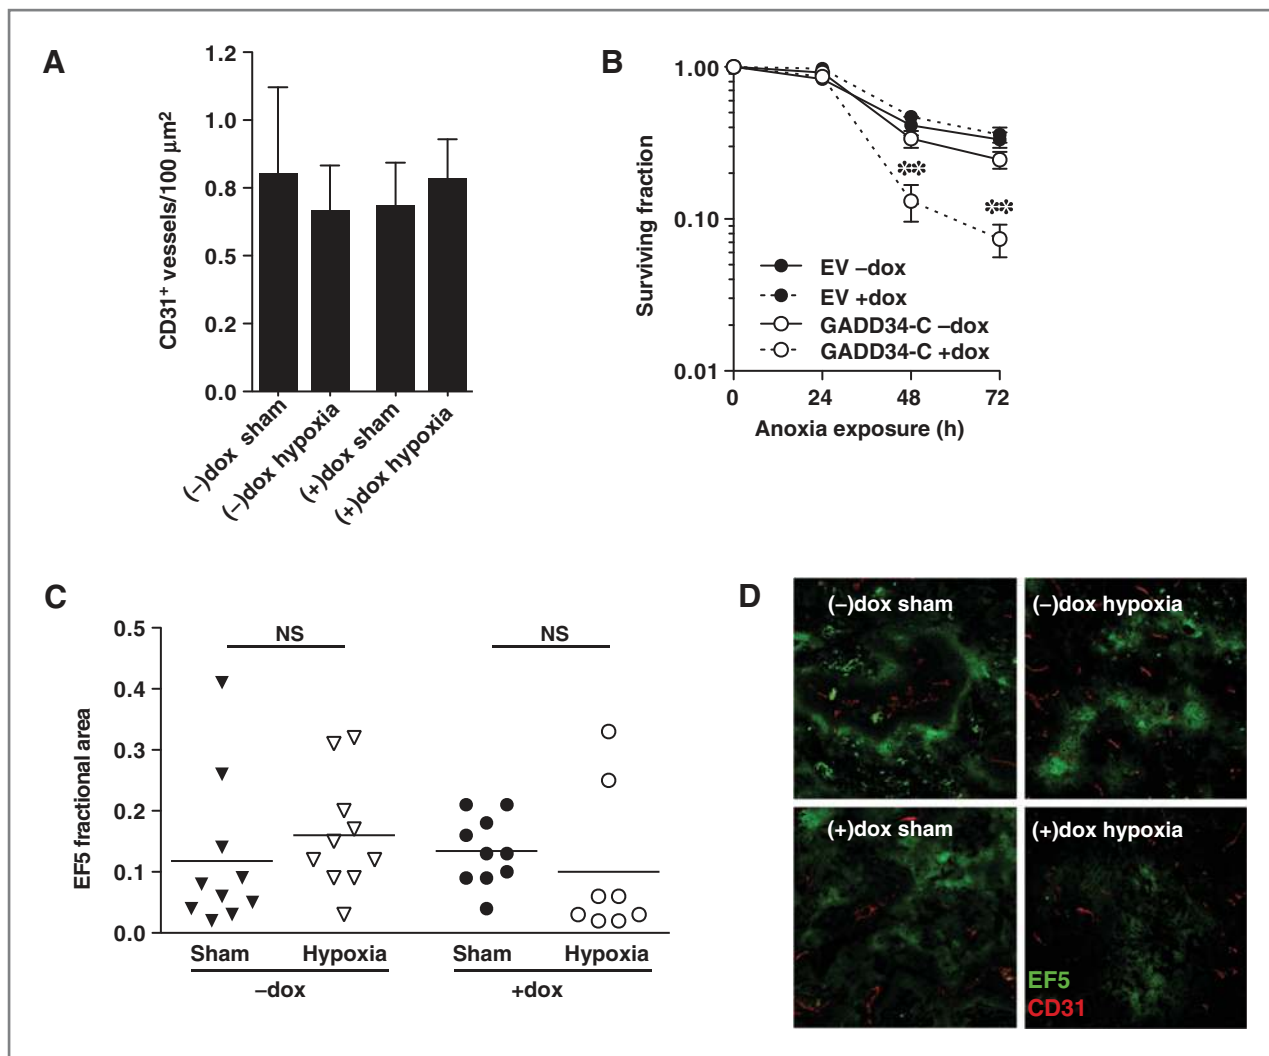 A
1.2
1.0
0.8
0.5
0.2
0.0
CD31⁺ vessels/100 μm²
(–)dox sham
(–)dox hypoxia
(+)dox sham
(+)dox hypoxia
B
1.00
0.10
0.01
Surviving fraction
**
**
EV –dox
EV +dox
GADD34-C –dox
GADD34-C +dox
0 24 48 72
Anoxia exposure (h)
C
0.5
0.4
0.3
0.2
0.1
0.0
EF5 fractional area
NS NS
Sham Hypoxia Sham Hypoxia
–dox +dox
D
(–)dox sham
(–)dox hypoxia
(+)dox sham
(+)dox hypoxia
EF5
CD31